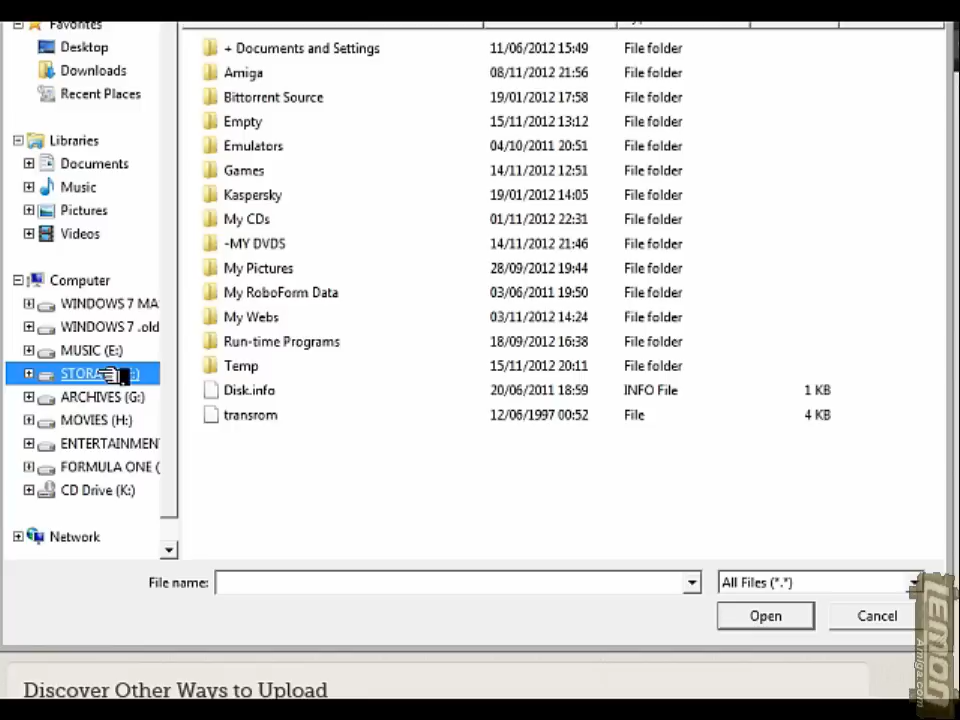 Favorites
Desktop
Downloads
Recent Places
Libraries
Documents
Music
Pictures
Videos
Computer
WINDOWS 7 MA
WINDOWS 7 .old
MUSIC (E:)
STORA :)
ARCHIVES (G:)
MOVIES (H:)
ENTERTAINMEN
FORMULA ONE (
CD Drive (K:)
Network
+ Documents and Settings 11/06/2012 15:49 File folder
Amiga 08/11/2012 21:56 File folder
Bittorrent Source 19/01/2012 17:58 File folder
Empty 15/11/2012 13:12 File folder
Emulators 04/10/2011 20:51 File folder
Games 14/11/2012 12:51 File folder
Kaspersky 19/01/2012 14:05 File folder
My CDs 01/11/2012 22:31 File folder
-MY DVDS 14/11/2012 21:46 File folder
My Pictures 28/09/2012 19:44 File folder
My RoboForm Data 03/06/2011 19:50 File folder
My Webs 03/11/2012 14:24 File folder
Run-time Programs 18/09/2012 16:38 File folder
Temp 15/11/2012 20:11 File folder
Disk.info 20/06/2011 18:59 INFO File 1 KB
transrom 12/06/1997 00:52 File 4 KB
File name:
All Files (*.*)
Open
Cancel
Discover Other Ways to Upload
LEMON
Amiga.com